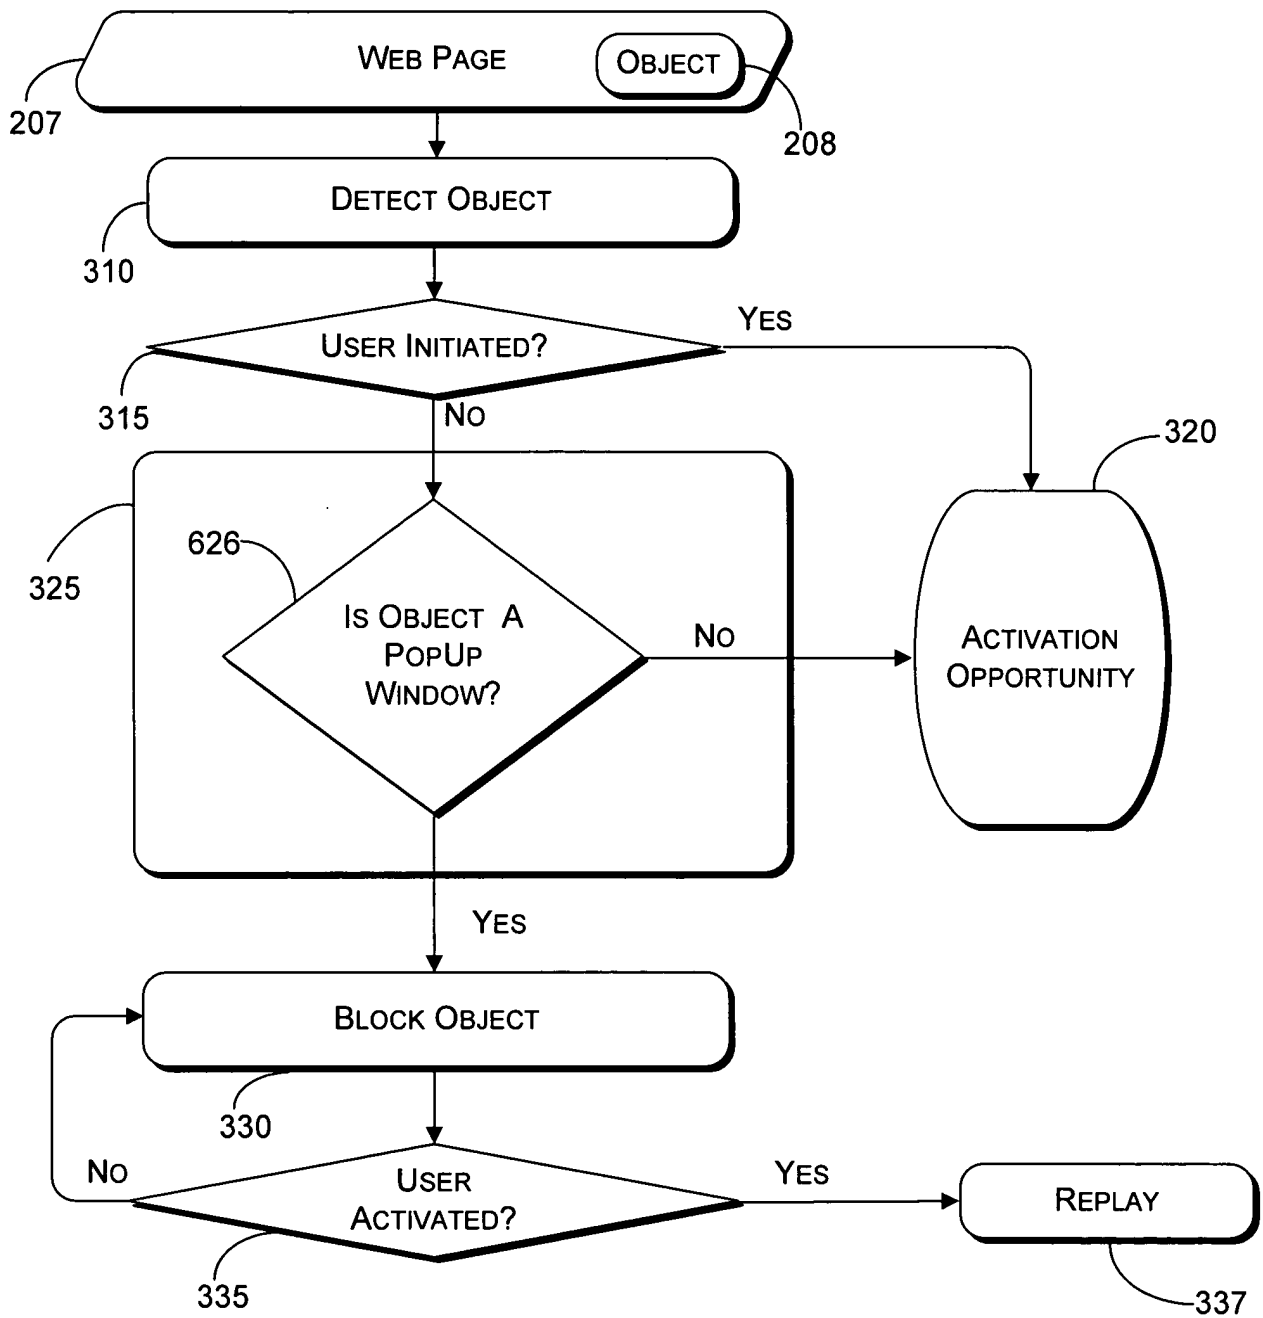 WEB PAGE
OBJECT
207
208
DETECT OBJECT
310
YES
USER INITIATED?
315
NO
320
626
325
IS OBJECT A
POPUP
WINDOW?
NO
ACTIVATION
OPPORTUNITY
YES
BLOCK OBJECT
330
NO
USER
ACTIVATED?
YES
REPLAY
335
337